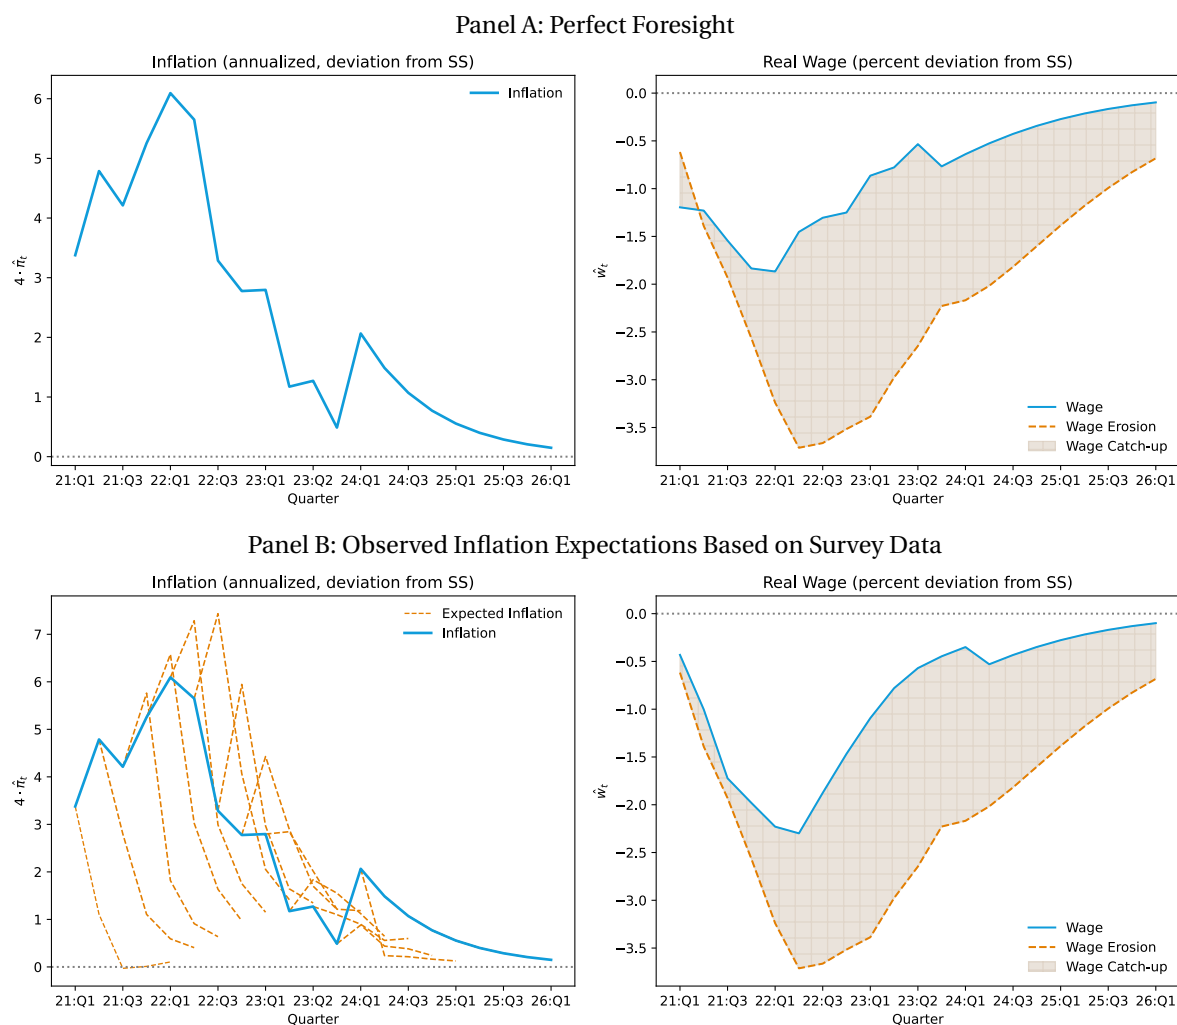 Panel A: Perfect Foresight
Inflation (annualized, deviation from SS)
Inflation
6
5
4
3
2
1
0
4 · π̂ₜ
21:Q1 21:Q3 22:Q1 22:Q3 23:Q1 23:Q2 24:Q1 24:Q3 25:Q1 25:Q3 26:Q1
Quarter
Real Wage (percent deviation from SS)
0.0
−0.5
−1.0
−1.5
−2.0
−2.5
−3.0
−3.5
ŵₜ
Wage
Wage Erosion
Wage Catch-up
21:Q1 21:Q3 22:Q1 22:Q3 23:Q1 23:Q2 24:Q1 24:Q3 25:Q1 25:Q3 26:Q1
Quarter
Panel B: Observed Inflation Expectations Based on Survey Data
Inflation (annualized, deviation from SS)
Expected Inflation
Inflation
7
6
5
4
3
2
1
0
4 · π̂ₜ
21:Q1 21:Q3 22:Q1 22:Q3 23:Q1 23:Q2 24:Q1 24:Q3 25:Q1 25:Q3 26:Q1
Quarter
Real Wage (percent deviation from SS)
0.0
−0.5
−1.0
−1.5
−2.0
−2.5
−3.0
−3.5
ŵₜ
Wage
Wage Erosion
Wage Catch-up
21:Q1 21:Q3 22:Q1 22:Q3 23:Q1 23:Q2 24:Q1 24:Q3 25:Q1 25:Q3 26:Q1
Quarter